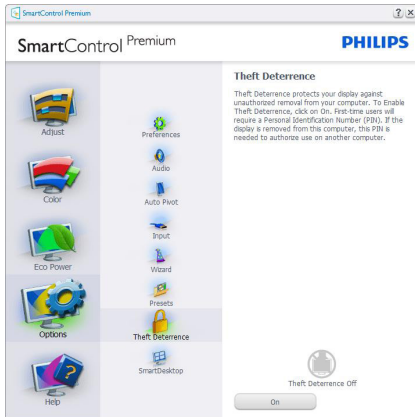 SmartControl Premium
? x
SmartControl Premium
PHILIPS
Adjust
Color
Eco Power
Options
Help
Preferences
Audio
Auto Pivot
Input
Wizard
Presets
Theft Deterrence
SmartDesktop
Theft Deterrence
Theft Deterrence protects your display against
unauthorized removal from your computer. To Enable
Theft Deterrence, click on On. First-time users will
require a Personal Identification Number (PIN). If the
display is removed from this computer, this PIN is
needed to authorize use on another computer.
Theft Deterrence Off
On